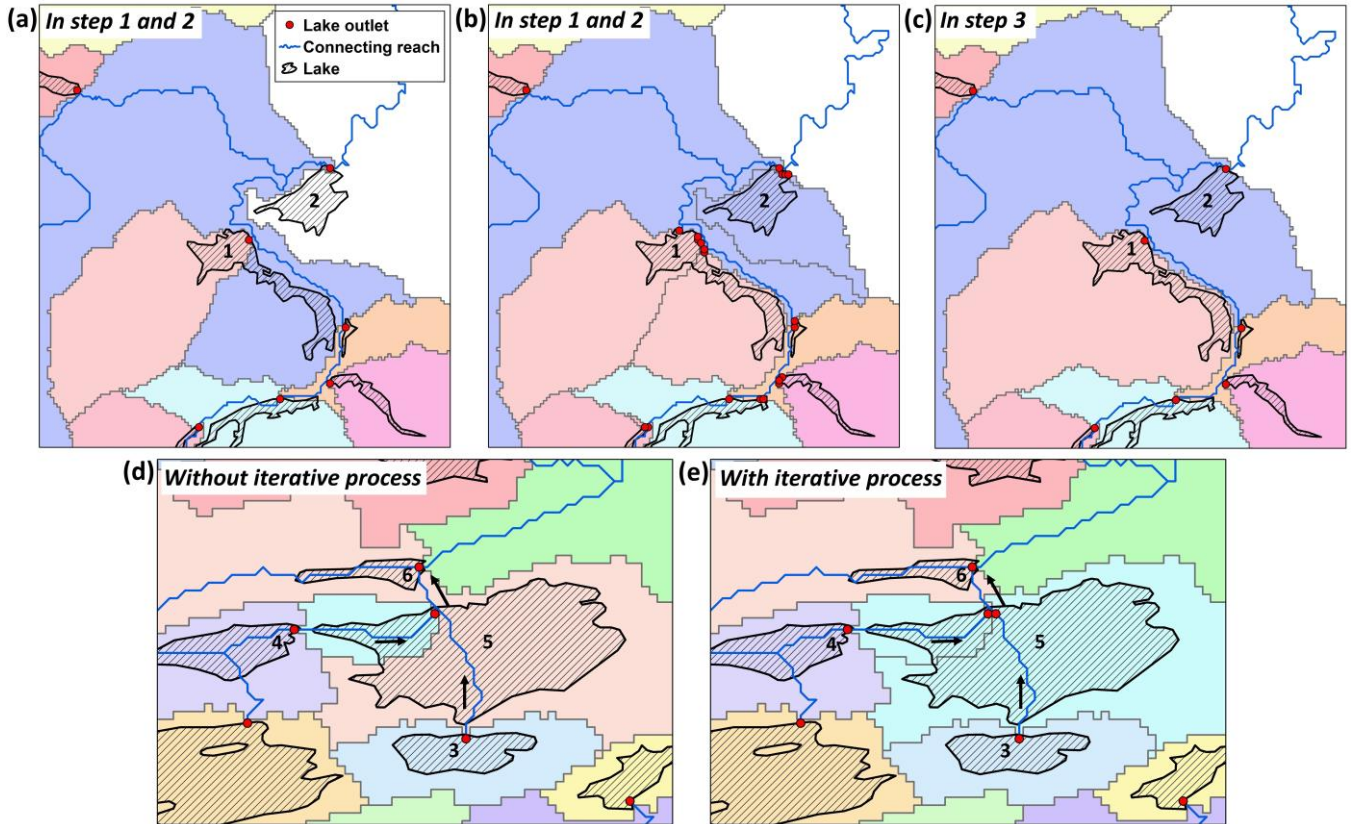 (a) In step 1 and 2
Lake outlet
Connecting reach
Lake
2
1
(b) In step 1 and 2
2
1
(c) In step 3
2
1
(d) Without iterative process
6
4
5
3
(e) With iterative process
6
4
5
3